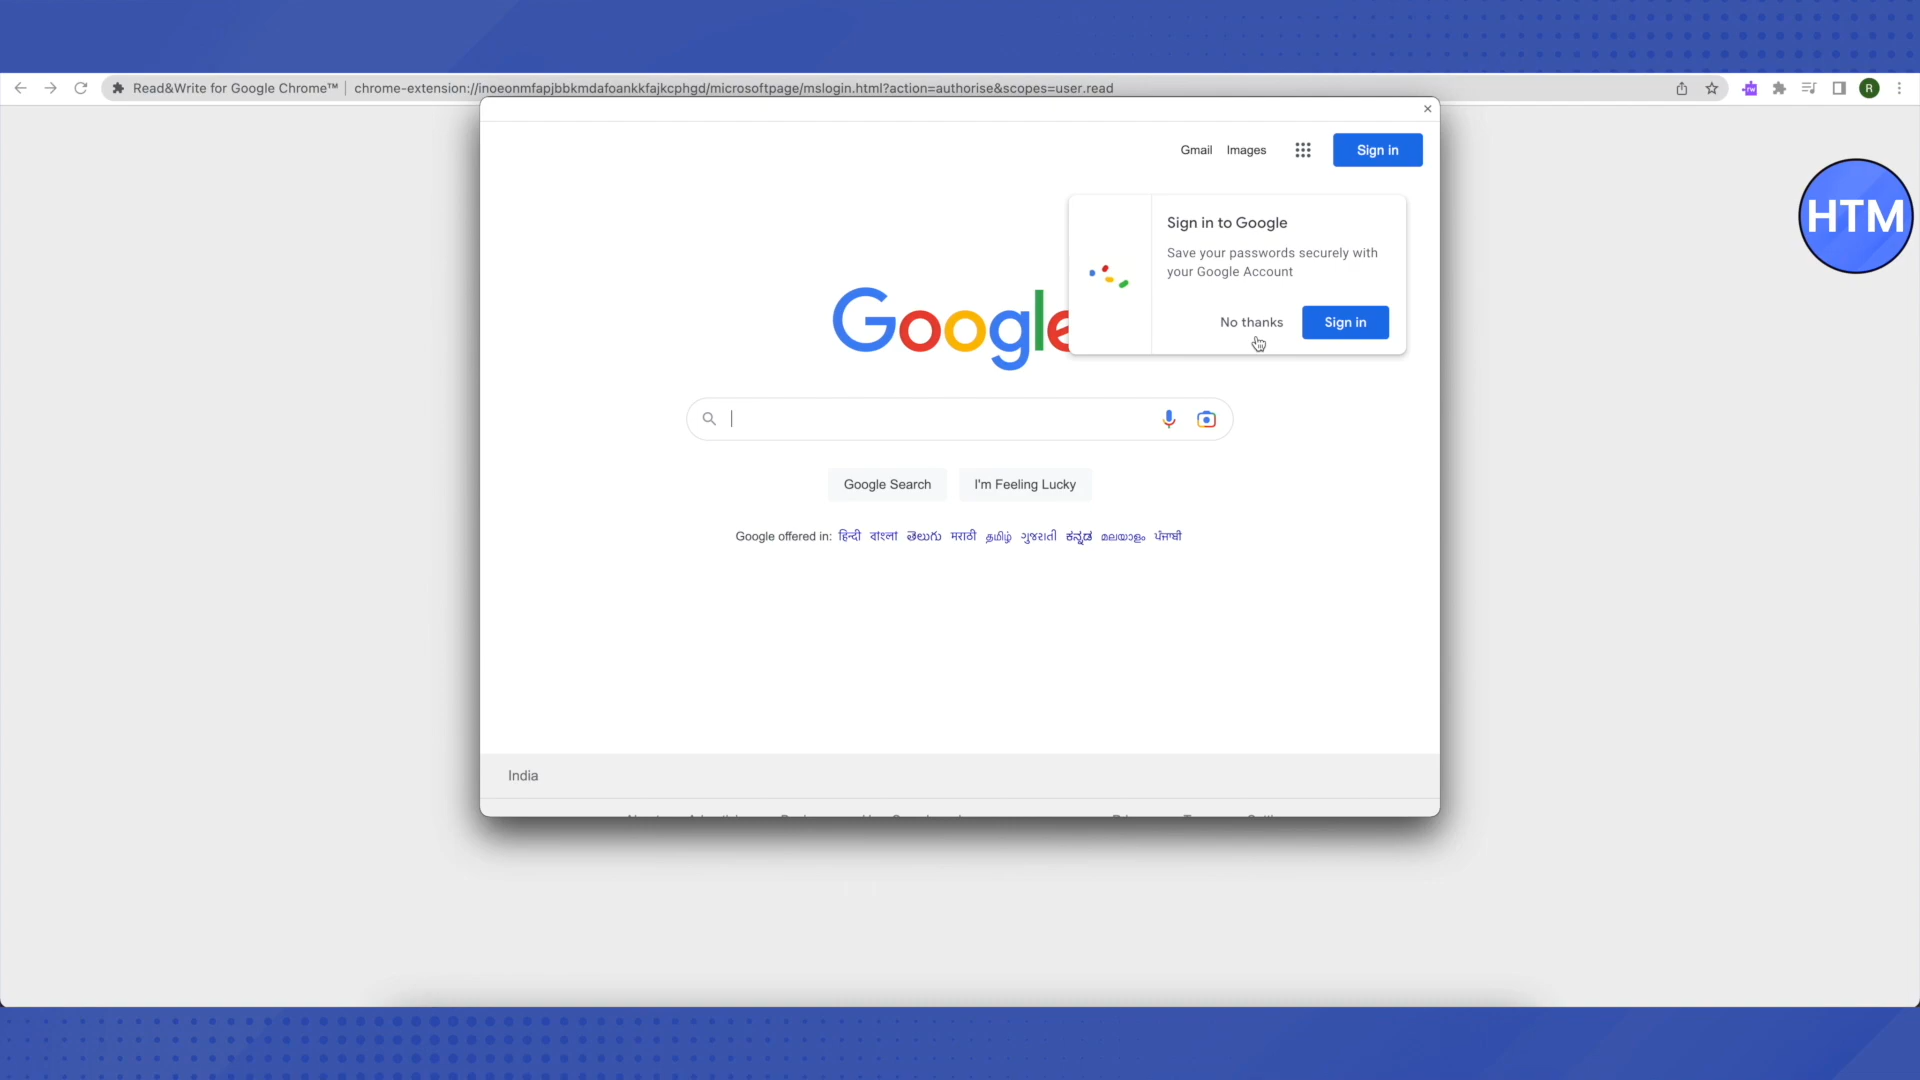 Read&Write for Google Chrome™ | chrome-extension://inoeonmfapjbbkmdafoankkfajkcphgd/microsoftpage/mslogin.html?action=authorise&scopes=user.read
rw
R
Gmail Images Sign in
HTM
Sign in to Google
Save your passwords securely with
your Google Account
No thanks Sign in
Google
Google Search I'm Feeling Lucky
Google offered in: हिन्दी বাংলা తెలుగు मराठी தமிழ் ગુજરાતી ಕನ್ನಡ മലയാളം ਪੰਜਾਬੀ
India